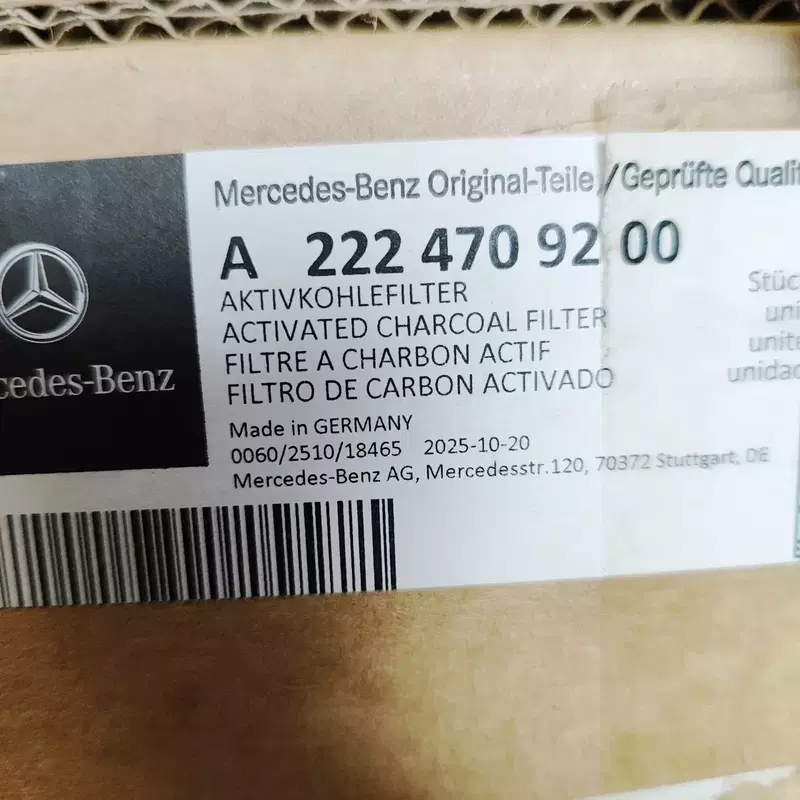 Mercedes-Benz Original-Teile / Geprüfte Qualit
A 222 470 92 00
AKTIVKOHLEFILTER
ACTIVATED CHARCOAL FILTER
FILTRE A CHARBON ACTIF
FILTRO DE CARBON ACTIVADO
Stüc
uni
unite
unidad
cedes-Benz
Made in GERMANY
0060/2510/18465 2025-10-20
Mercedes-Benz AG, Mercedesstr.120, 70372 Stuttgart, DE